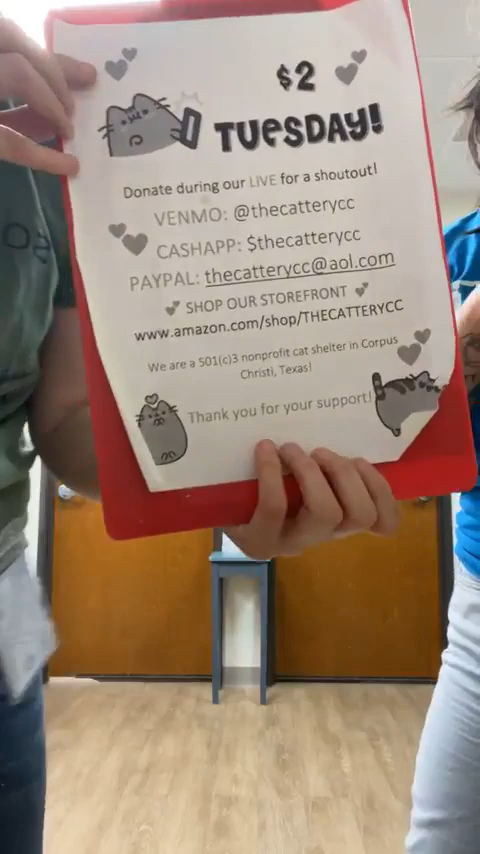 $2
TUESDAY!
Donate during our LIVE for a shoutout!
VENMO: @thecatterycc
CASHAPP: $thecatterycc
PAYPAL: thecatterycc@aol.com
SHOP OUR STOREFRONT
www.amazon.com/shop/THECATTERYCC
We are a 501(c)3 nonprofit cat shelter in Corpus
Christi, Texas!
Thank you for your support!